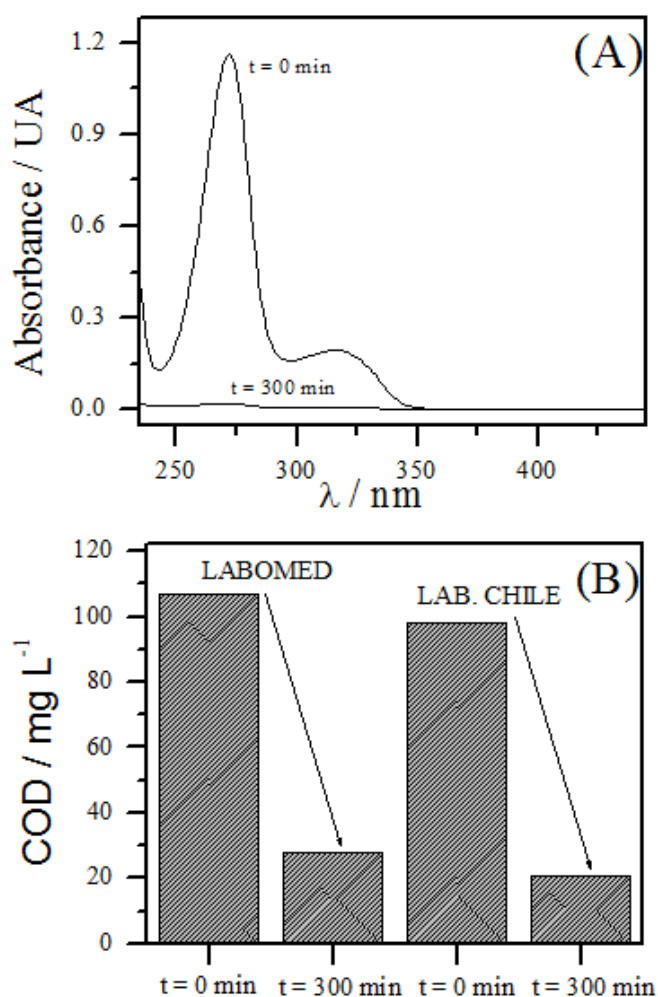 (A)
1.2
0.9
0.6
0.3
0.0
Absorbance / UA
t = 0 min
t = 300 min
250 300 350 400
λ / nm
(B)
120
100
80
60
40
20
0
COD / mg L-1
LABOMED
LAB. CHILE
t = 0 min t = 300 min t = 0 min t = 300 min